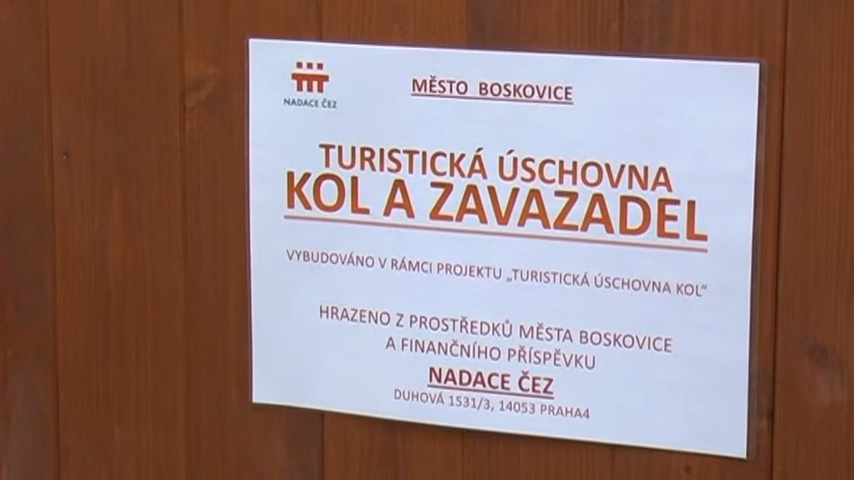 NADACE ČEZ
MĚSTO BOSKOVICE
TURISTICKÁ ÚSCHOVNA
KOL A ZAVAZADEL
VYBUDOVÁNO V RÁMCI PROJEKTU „TURISTICKÁ ÚSCHOVNA KOL“
HRAZENO Z PROSTŘEDKŮ MĚSTA BOSKOVICE
A FINANČNÍHO PŘÍSPĚVKU
NADACE ČEZ
DUHOVÁ 1531/3, 14053 PRAHA4